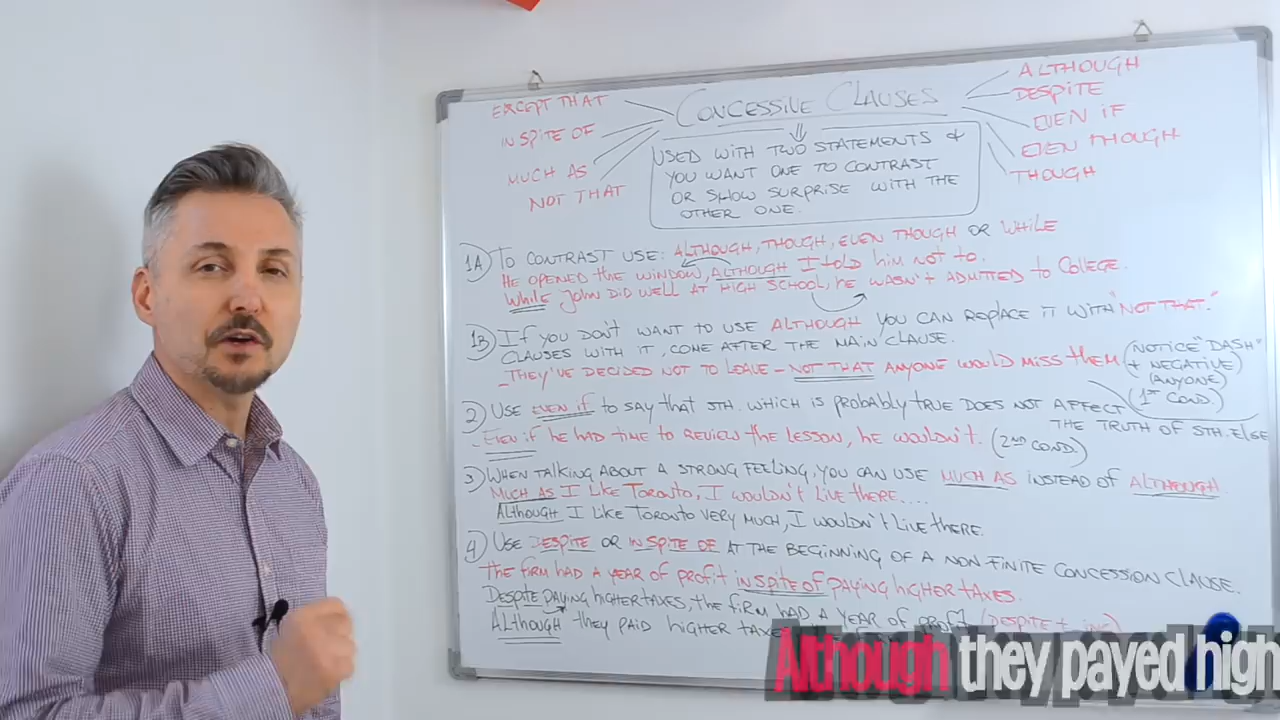 CONCESSIVE CLAUSES
EXCEPT THAT
IN SPITE OF
MUCH AS
NOT THAT
ALTHOUGH
DESPITE
EVEN IF
EVEN THOUGH
THOUGH
USED WITH TWO STATEMENTS &
YOU WANT ONE TO CONTRAST
OR SHOW SURPRISE WITH THE
OTHER ONE.
1A) TO CONTRAST USE: ALTHOUGH, THOUGH, EVEN THOUGH OR WHILE
HE OPENED the WINDOW, ALTHOUGH I told HIM NOT to.
While JOHN DID WELL AT HIGH SCHOOL, HE WASN'T ADMITTED to COLLEGE.
1B) IF YOU DON'T WANT TO USE ALTHOUGH YOU CAN REPLACE IT WITH "NOT THAT."
CLAUSES WITH IT, COME AFTER THE MAIN CLAUSE.
- THEY'VE DECIDED NOT TO LEAVE - NOT THAT ANYONE WOULD MISS THEM
(NOTICE "DASH"
+ NEGATIVE)
(ANYONE)
(1ST COND.)
2) USE EVEN if to SAY that STH. WHICH IS PROBABLY TRUE DOES NOT AFFECT
THE TRUTH OF STH. ELSE
EVEN if HE HAD TIME to REVIEW the LESSON, HE WOULDN'T. (2ND COND.)
3) WHEN TALKING ABOUT A STRONG FEELING, YOU CAN USE MUCH AS INSTEAD OF ALTHOUGH.
MUCH AS I LIKE TORONTO, I WOULDN'T LIVE THERE....
ALTHOUGH I LIKE TORONTO VERY MUCH, I WOULDN'T LIVE THERE.
4) USE DESPITE OR IN SPITE OF AT THE BEGINNING OF A NON FINITE CONCESSION CLAUSE.
THE FIRM HAD A YEAR OF PROFIT IN SPITE OF PAYING HIGHER TAXES.
DESPITE PAYING HIGHER TAXES, THE FIRM HAD A YEAR OF PROFIT (DESPITE + ING)
ALTHOUGH they PAID HIGHER
Although they payed high